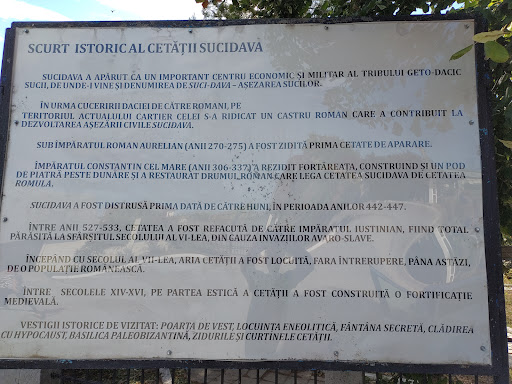 SCURT ISTORIC AL CETĂȚII SUCIDAVA
SUCIDAVA A APĂRUT CA UN IMPORTANT CENTRU ECONOMIC ȘI MILITAR AL TRIBULUI GETO-DACIC
SUCII, DE UNDE-I VINE ȘI DENUMIREA DE SUCI-DAVA – AȘEZAREA SUCILOR.
ÎN URMA CUCERIRII DACIEI DE CĂTRE ROMANI, PE
TERITORIUL ACTUALULUI CARTIER CELEI S-A RIDICAT UN CASTRU ROMAN CARE A CONTRIBUIT LA
DEZVOLTAREA AȘEZĂRII CIVILE SUCIDAVA.
SUB ÎMPĂRATUL ROMAN AURELIAN (ANII 270-275) A FOST ZIDITĂ PRIMA CETATE DE APARARE.
ÎMPĂRATUL CONSTANTIN CEL MARE (ANII 306-337) A REZIDIT FORTĂREAȚA, CONSTRUIND ȘI UN POD
DE PIATRĂ PESTE DUNĂRE ȘI A RESTAURAT DRUMUL ROMAN CARE LEGA CETATEA SUCIDAVA DE CETATEA
ROMULA.
SUCIDAVA A FOST DISTRUSĂ PRIMA DATĂ DE CĂTRE HUNI, ÎN PERIOADA ANILOR 442-447.
ÎNTRE ANII 527-533, CETATEA A FOST REFACUTĂ DE CĂTRE IMPĂRATUL IUSTINIAN, FIIND TOTAL
PĂRĂSITĂ LA SFÂRSITUL SECOLULUI AL VI-LEA, DIN CAUZA INVAZIILOR AVARO-SLAVE.
ÎNCEPÂND CU SECOLUL AL VII-LEA, ARIA CETĂȚII A FOST LOCUITĂ, FARA ÎNTRERUPERE, PÂNA ASTĂZI,
DE O POPULAȚIE ROMÂNEASCĂ.
ÎNTRE SECOLELE XIV-XVI, PE PARTEA ESTICĂ A CETĂȚII A FOST CONSTRUITĂ O FORTIFICAȚIE
MEDIEVALĂ.
VESTIGII ISTORICE DE VIZITAT: POARTA DE VEST, LOCUINȚA ENEOLITICĂ, FÂNTÂNA SECRETĂ, CLĂDIREA
CU HYPOCAUST, BASILICA PALEOBIZANTINĂ, ZIDURILE ȘI CURTINELE CETĂȚII.